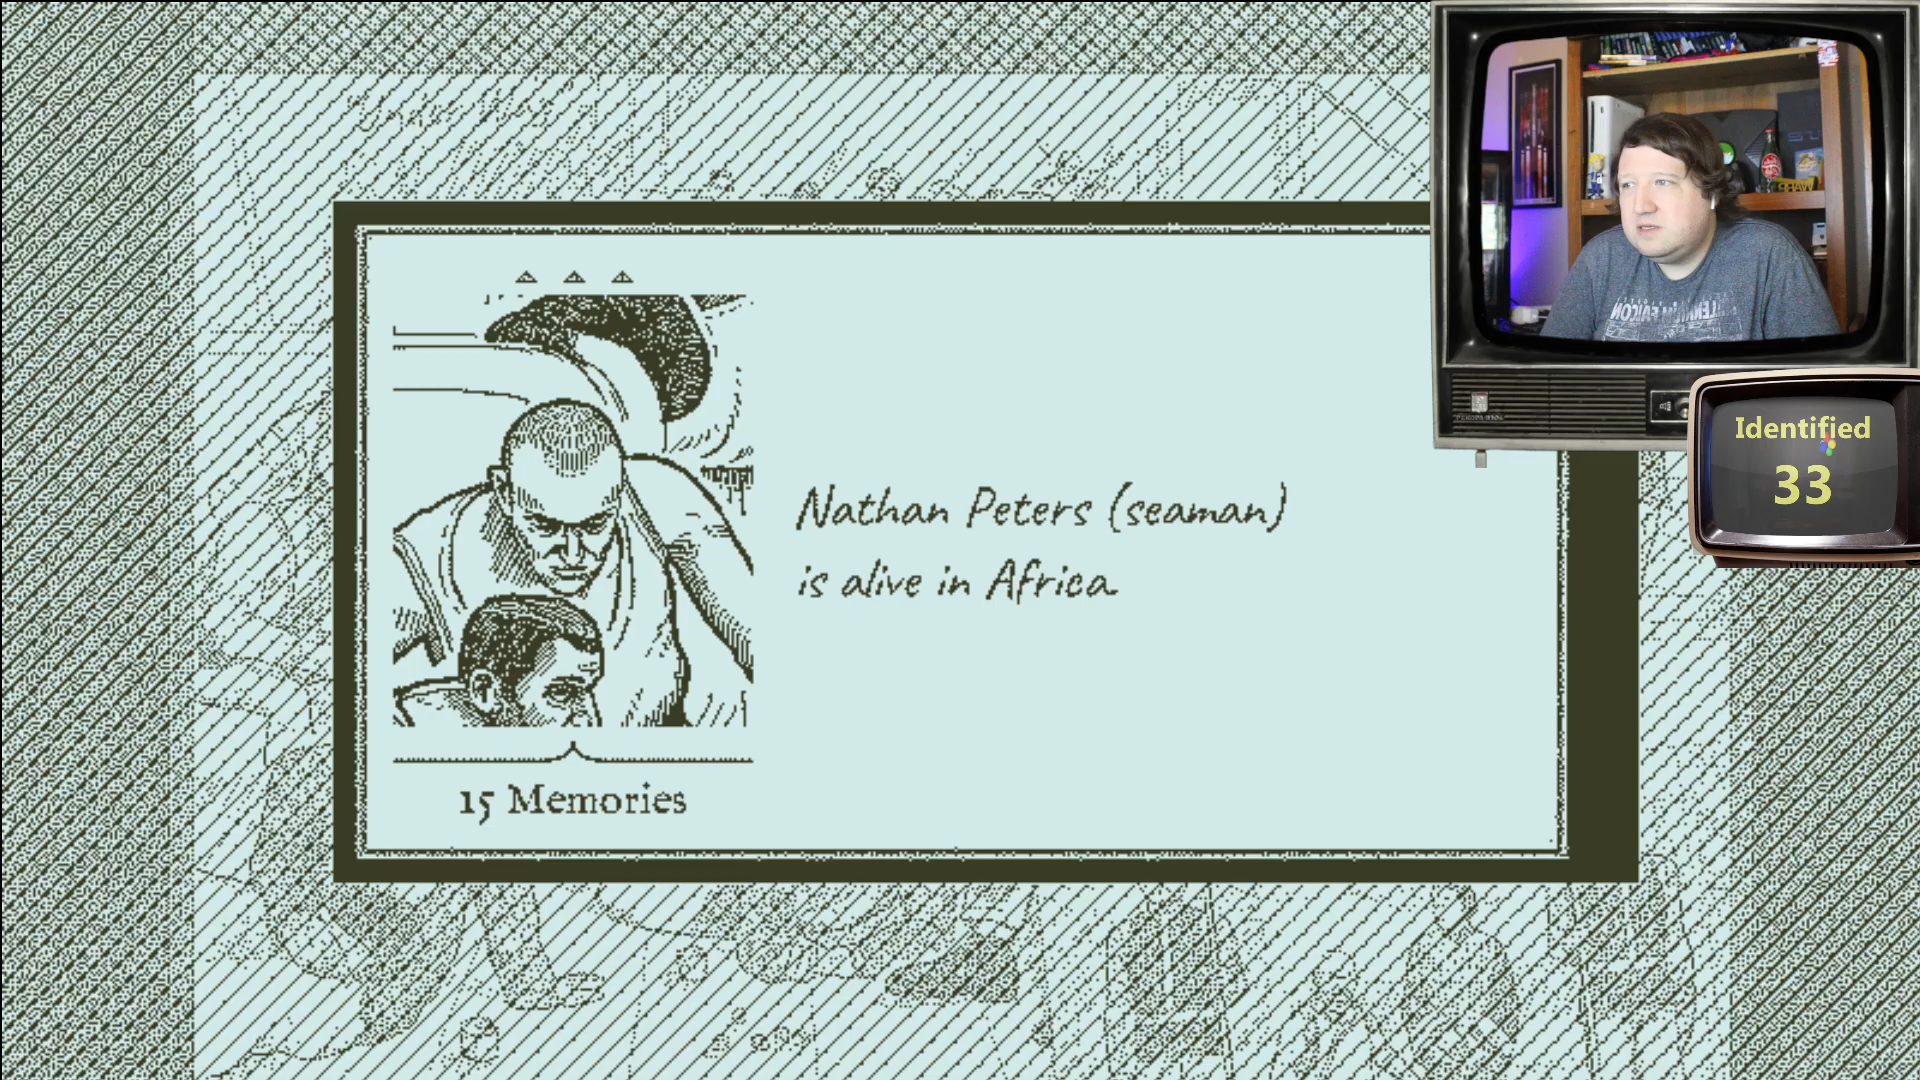 Nathan Peters (seaman)
is alive in Africa.
15 Memories
Identified
33